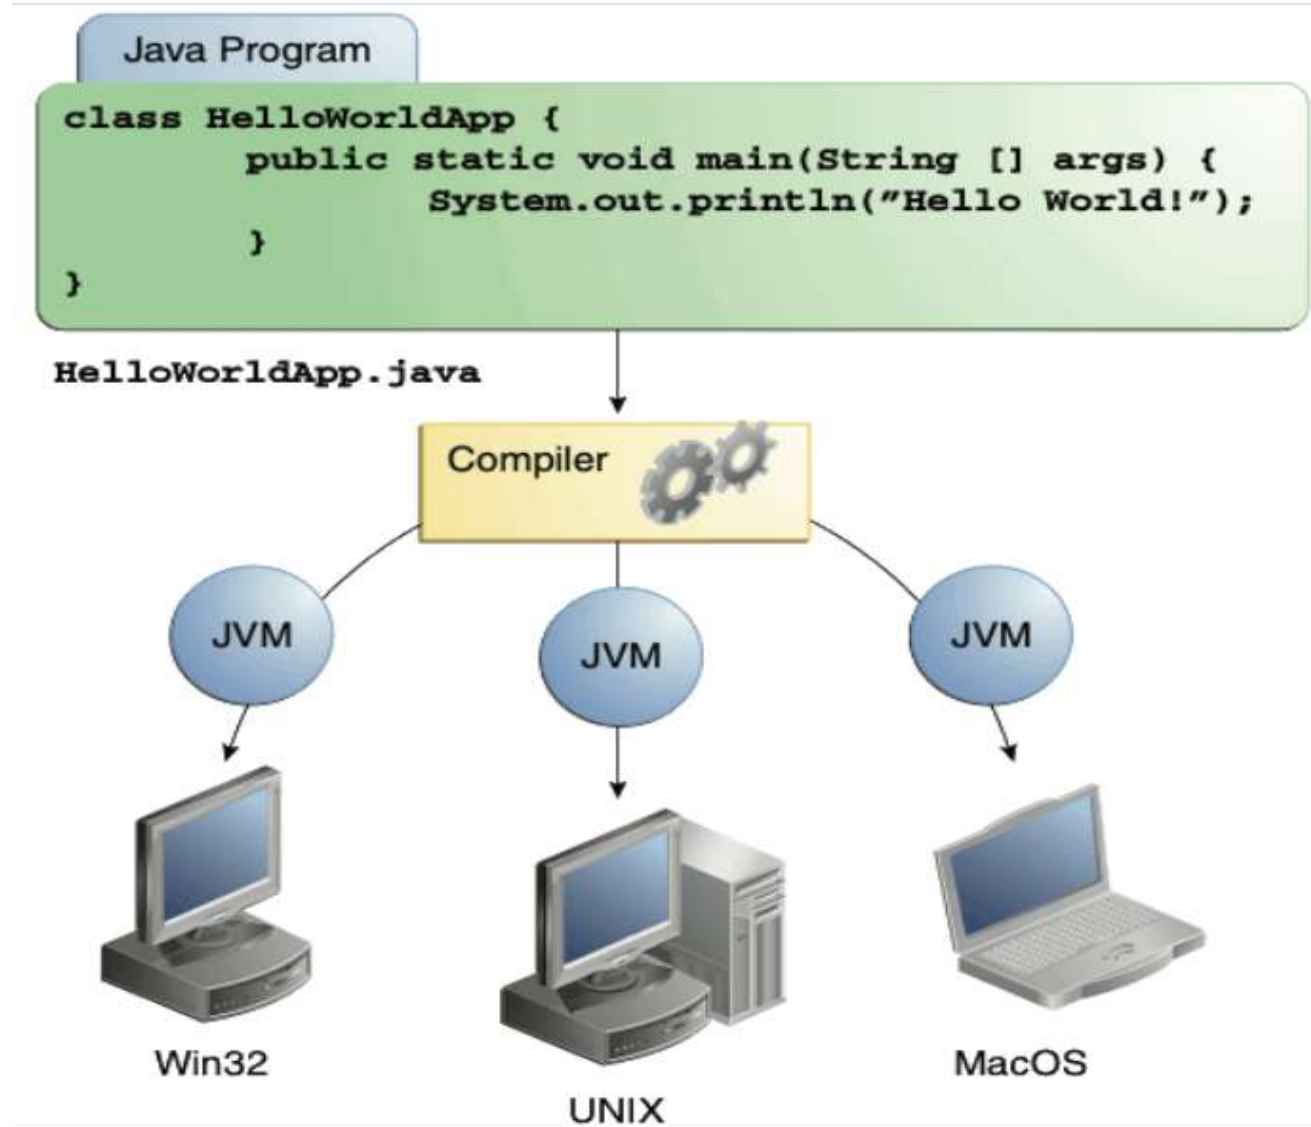 Java Program
class HelloWorldApp {
public static void main(String [] args) {
System.out.println(”Hello World!”);
}
}
HelloWorldApp.java
Compiler
JVM
JVM
JVM
Win32
UNIX
MacOS